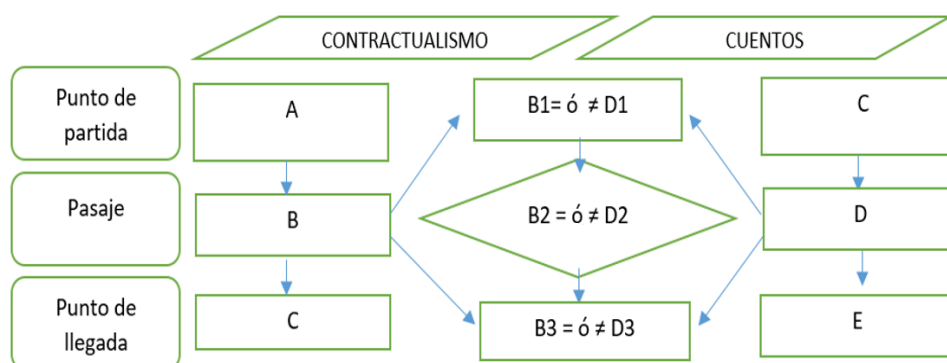 CONTRACTUALISMO
CUENTOS
Punto de
partida
A
B1= ó ≠ D1
C
Pasaje
B
B2 = ó ≠ D2
D
Punto de
llegada
C
B3 = ó ≠ D3
E